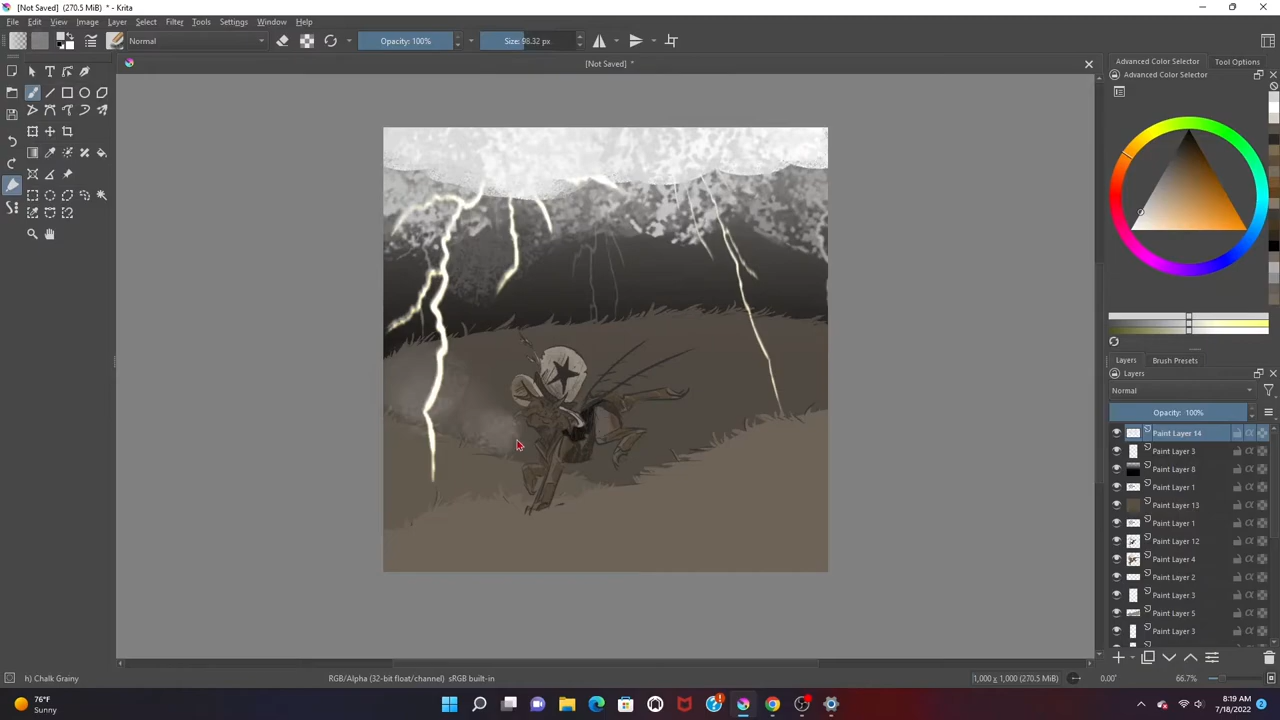 [Not Saved] (270.5 MiB) * - Krita
File Edit View Image Layer Select Filter Tools Settings Window Help
Normal
Opacity: 100%
Size: 98.32 px
[Not Saved] *
Advanced Color Selector
Tool Options
Advanced Color Selector
Layers
Brush Presets
Layers
Normal
Opacity: 100%
Paint Layer 14
Paint Layer 3
Paint Layer 8
Paint Layer 1
Paint Layer 13
Paint Layer 1
Paint Layer 12
Paint Layer 4
Paint Layer 2
Paint Layer 3
Paint Layer 5
Paint Layer 3
h) Chalk Grainy
RGB/Alpha (32-bit float/channel) sRGB built-in
1,000 x 1,000 (270.5 MiB)
0.00°
66.7%
76°F
Sunny
8:19 AM
7/18/2022